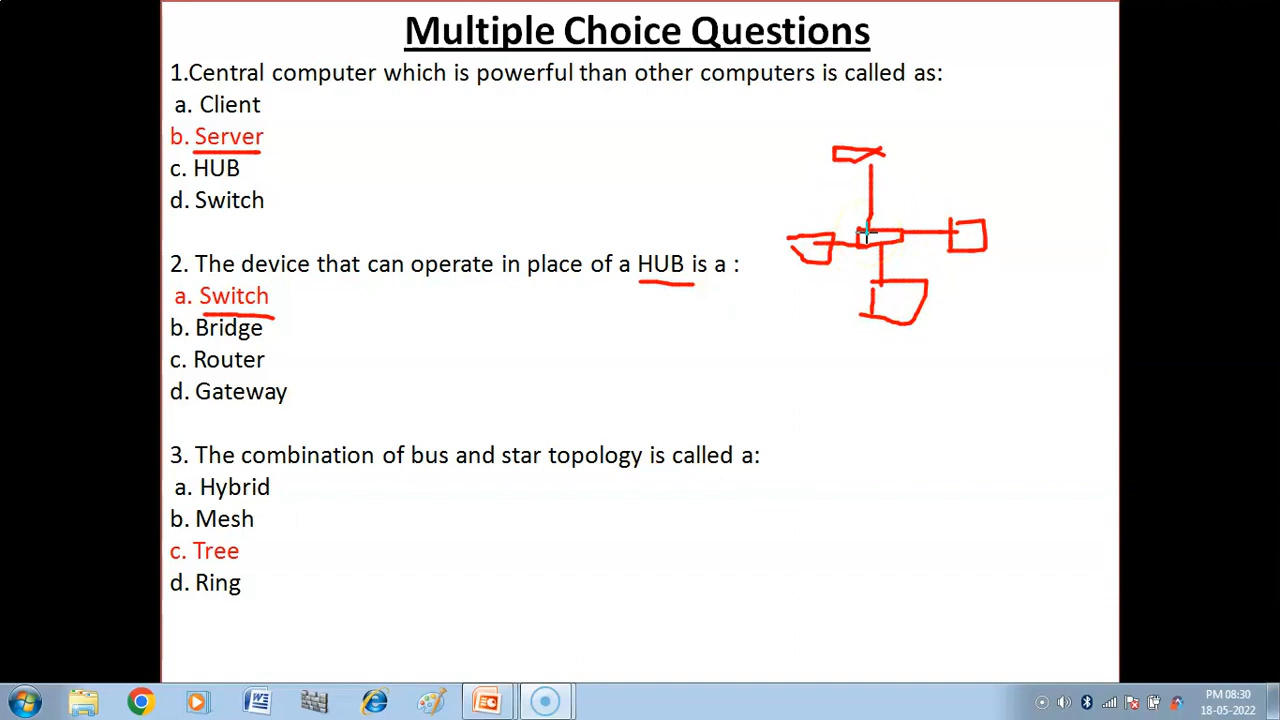 Multiple Choice Questions
1.Central computer which is powerful than other computers is called as:
a. Client
b. Server
c. HUB
d. Switch
2. The device that can operate in place of a HUB is a :
a. Switch
b. Bridge
c. Router
d. Gateway
3. The combination of bus and star topology is called a:
a. Hybrid
b. Mesh
c. Tree
d. Ring
PM 08:30
18-05-2022